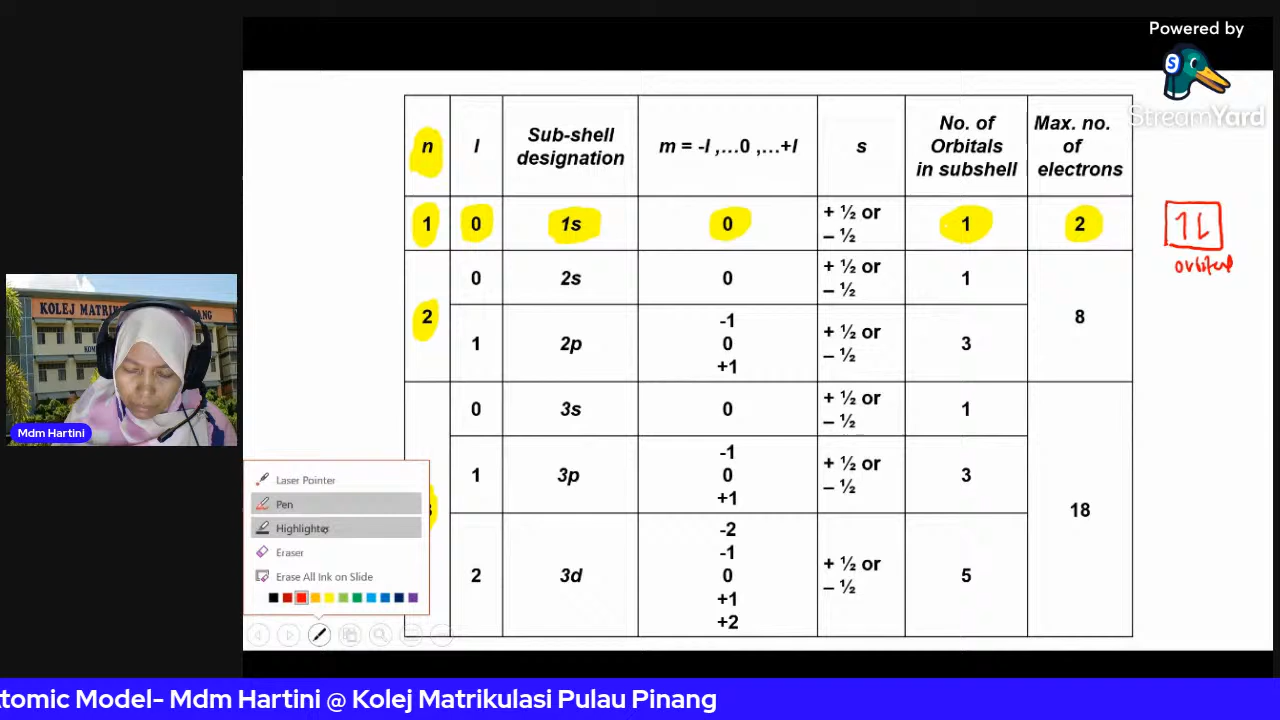 Powered by
StreamYard
n
l
Sub-shell
designation
m = -l ,…0 ,…+l
s
No. of
Orbitals
in subshell
Max. no.
of
electrons
1
0
1s
0
+ ½ or
– ½
1
2
orbital
2
0
2s
0
+ ½ or
– ½
1
8
1
2p
-1
0
+1
+ ½ or
– ½
3
0
3s
0
+ ½ or
– ½
1
18
1
3p
-1
0
+1
+ ½ or
– ½
3
2
3d
-2
-1
0
+1
+2
+ ½ or
– ½
5
KOLEJ MATRIK
Mdm Hartini
Laser Pointer
Pen
Highlighter
Eraser
Erase All Ink on Slide
tomic Model- Mdm Hartini @ Kolej Matrikulasi Pulau Pinang